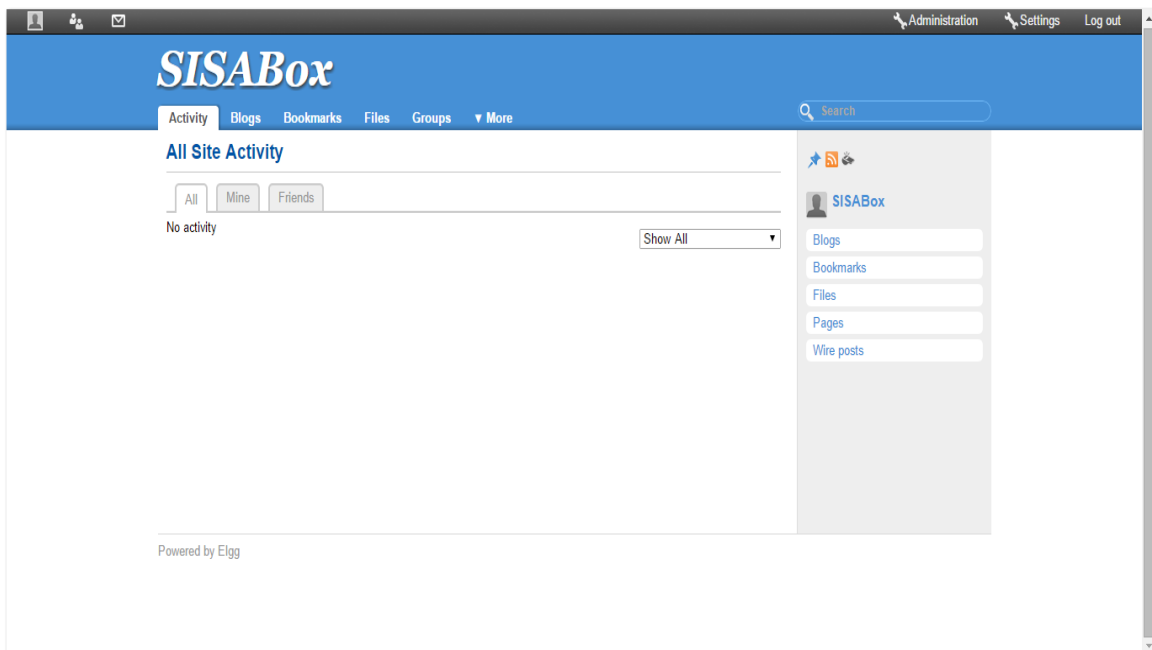 Administration Settings Log out
SISABox
Activity Blogs Bookmarks Files Groups ▼ More
Search
All Site Activity
All Mine Friends
No activity
Show All
SISABox
Blogs
Bookmarks
Files
Pages
Wire posts
Powered by Elgg